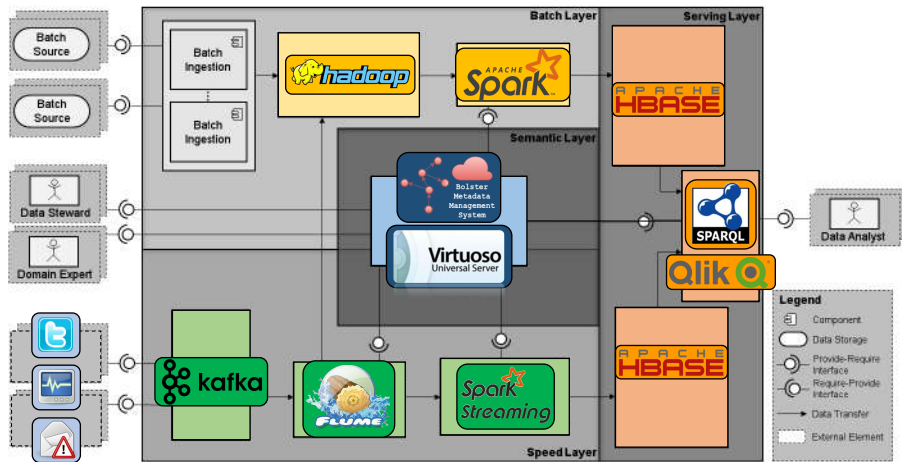 Batch Layer
Serving Layer
Batch
Source
Batch
Ingestion
hadoop
APACHE
Spark™
APACHE
HBASE
Batch
Source
Batch
Ingestion
Semantic Layer
Bolster
Metadata
Management
System
Data Steward
SPARQL
Data Analyst
Domain Expert
Virtuoso
Universal Server
Qlik Q
Legend
Component
Data Storage
Provide-Require
Interface
Require-Provide
Interface
Data Transfer
External Element
kafka
FLUME
Spark
Streaming
APACHE
HBASE
Speed Layer